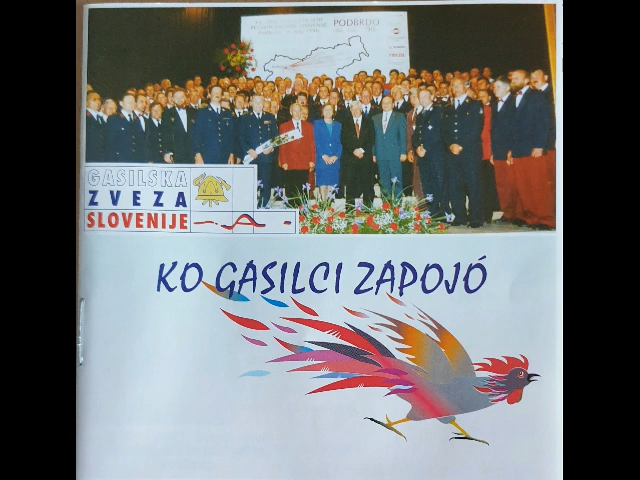 PODBRDO
GASILSKA
ZVEZA
SLOVENIJE
KO GASILCI ZAPOJÓ